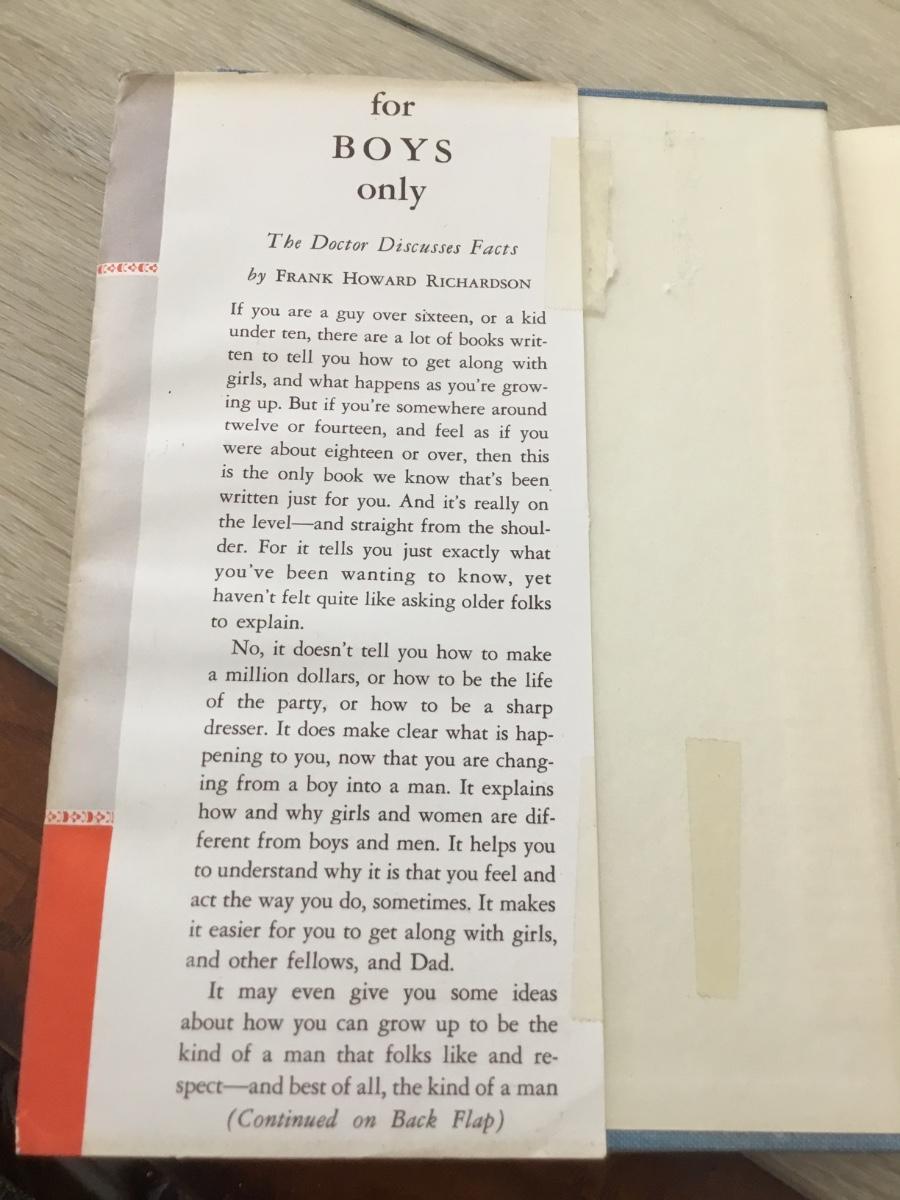 for
BOYS
only
The Doctor Discusses Facts
by FRANK HOWARD RICHARDSON
If you are a guy over sixteen, or a kid
under ten, there are a lot of books writ-
ten to tell you how to get along with
girls, and what happens as you're grow-
ing up. But if you're somewhere around
twelve or fourteen, and feel as if you
were about eighteen or over, then this
is the only book we know that's been
written just for you. And it's really on
the level—and straight from the shoul-
der. For it tells you just exactly what
you've been wanting to know, yet
haven't felt quite like asking older folks
to explain.
No, it doesn't tell you how to make
a million dollars, or how to be the life
of the party, or how to be a sharp
dresser. It does make clear what is hap-
pening to you, now that you are chang-
ing from a boy into a man. It explains
how and why girls and women are dif-
ferent from boys and men. It helps you
to understand why it is that you feel and
act the way you do, sometimes. It makes
it easier for you to get along with girls,
and other fellows, and Dad.
It may even give you some ideas
about how you can grow up to be the
kind of a man that folks like and re-
spect—and best of all, the kind of a man
(Continued on Back Flap)